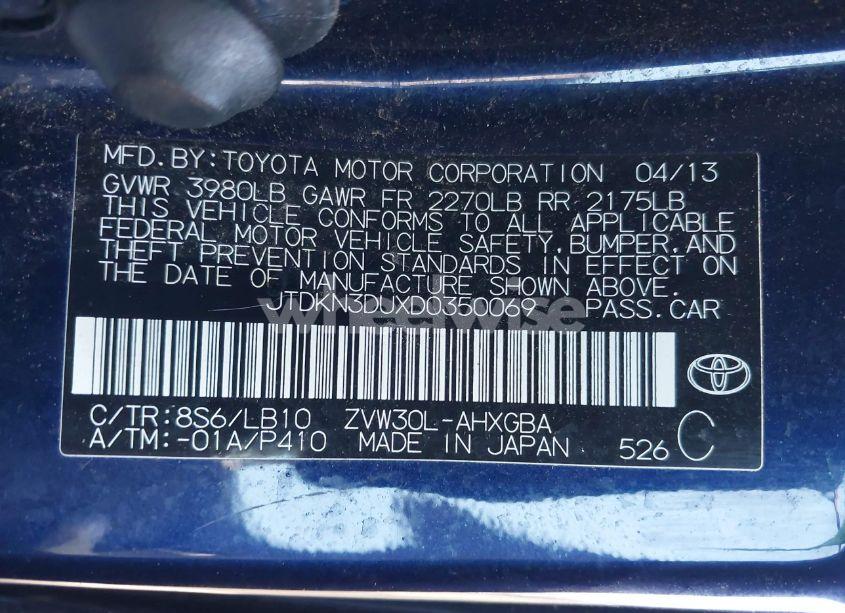 MFD.BY:TOYOTA MOTOR CORPORATION 04/13
GVWR 3980LB GAWR FR 2270LB RR 2175LB
THIS VEHICLE CONFORMS TO ALL APPLICABLE
FEDERAL MOTOR VEHICLE SAFETY,BUMPER,AND
THEFT PREVENTION STANDARDS IN EFFECT ON
THE DATE OF MANUFACTURE SHOWN ABOVE.
JTDKN3DUXD0350069 PASS.CAR
wheelwise
C/TR:8S6/LB10 ZVW30L-AHXGBA
A/TM:-01A/P410 MADE IN JAPAN 526 C